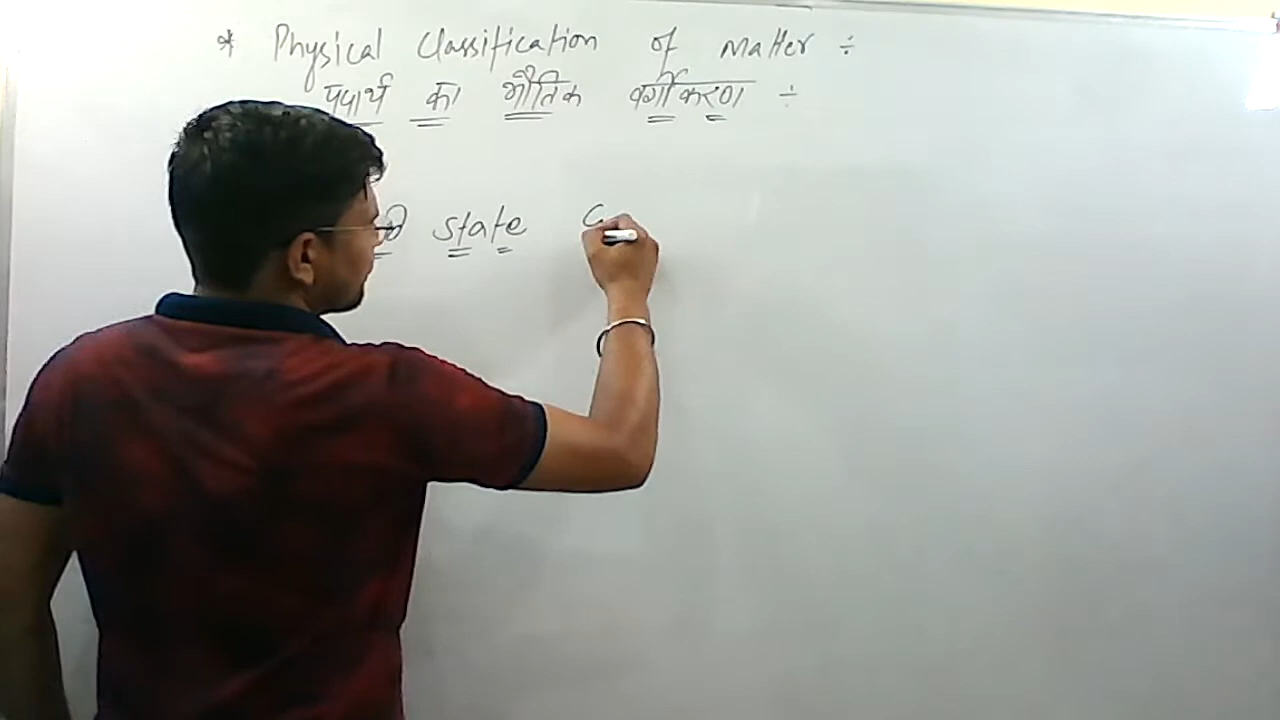 * Physical Classification of Matter ÷
पदार्थ का भौतिक वर्गीकरण ÷
state